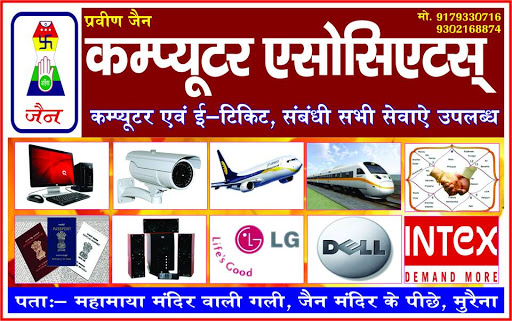 प्रवीण जैन
मो. 9179330716
9302168874
कम्प्यूटर एसोसिएटस्
जैन
कम्प्यूटर एवं ई-टिकिट, संबंधी सभी सेवाऐ उपलब्ध
PASSPORT
Life's Good
LG
DELL
INTEX
DEMAND MORE
पताः- महामाया मंदिर वाली गली, जैन मंदिर के पीछे, मुरैना